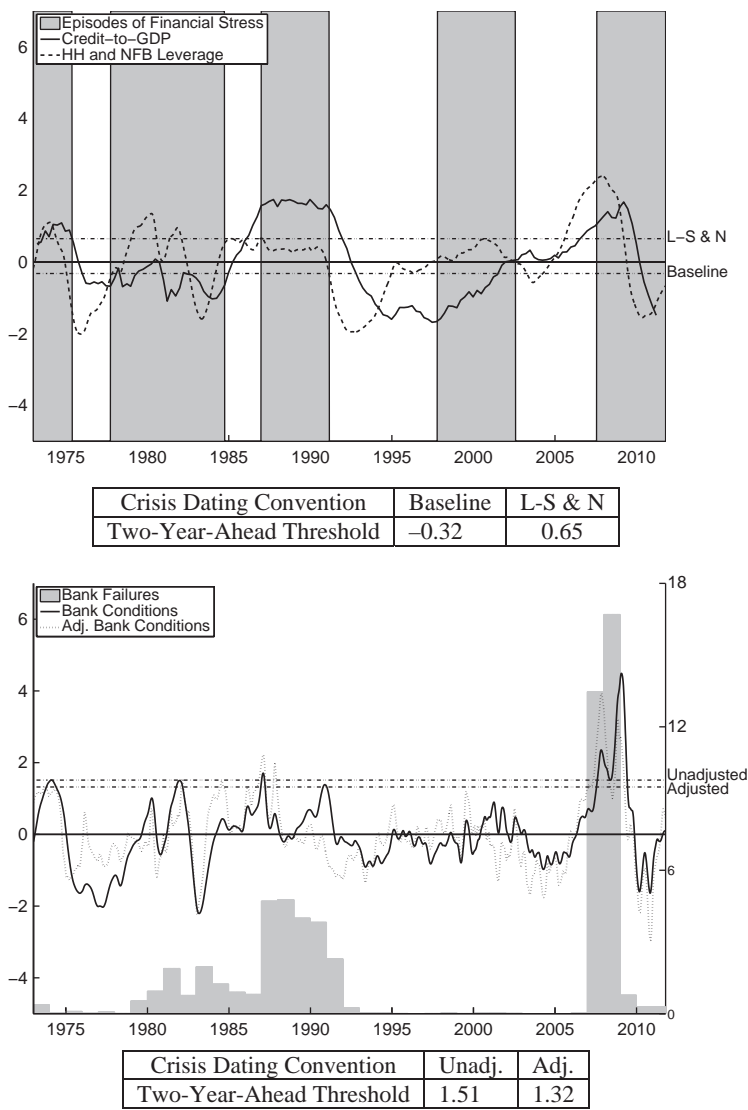 Episodes of Financial Stress
Credit−to−GDP
HH and NFB Leverage
6
4
2
0
−2
−4
L−S & N
Baseline
1975 1980 1985 1990 1995 2000 2005 2010
Crisis Dating Convention Baseline L-S & N
Two-Year-Ahead Threshold –0.32 0.65
Bank Failures
Bank Conditions
Adj. Bank Conditions
6
4
2
0
−2
−4
18
12
6
0
Unadjusted
Adjusted
1975 1980 1985 1990 1995 2000 2005 2010
Crisis Dating Convention Unadj. Adj.
Two-Year-Ahead Threshold 1.51 1.32